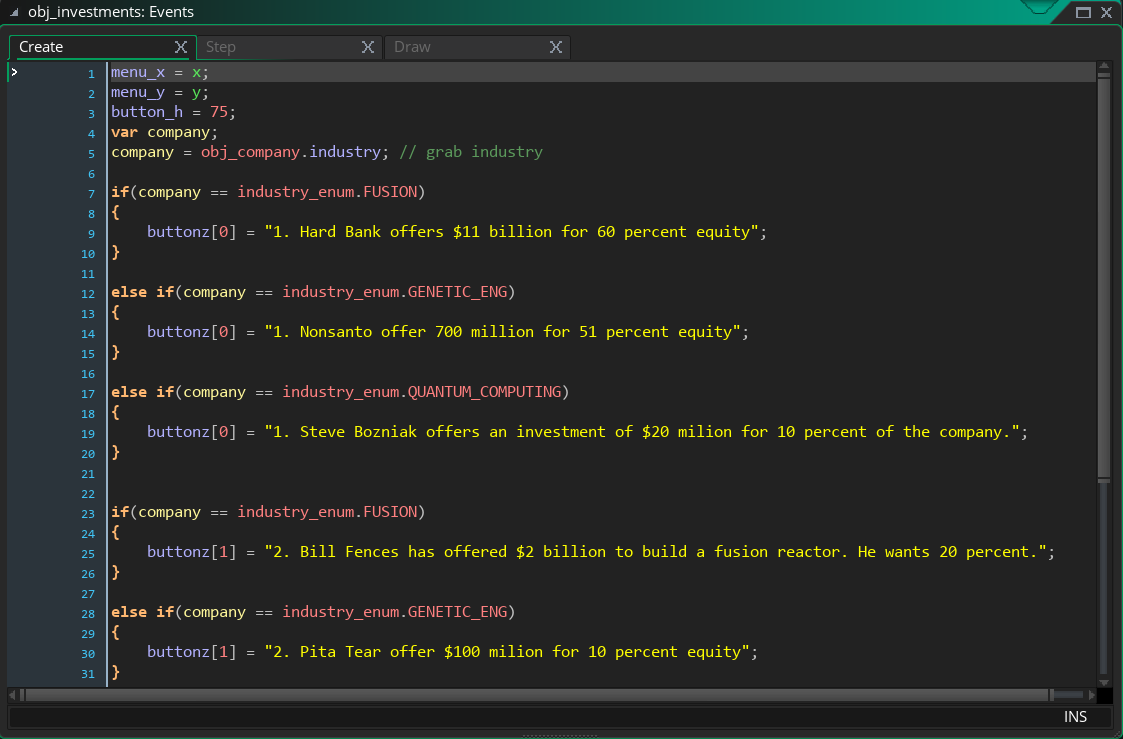 obj_investments: Events
Create Step Draw
1 menu_x = x;
2 menu_y = y;
3 button_h = 75;
4 var company;
5 company = obj_company.industry; // grab industry
6
7 if(company == industry_enum.FUSION)
8 {
9 buttonz[0] = "1. Hard Bank offers $11 billion for 60 percent equity";
10 }
11
12 else if(company == industry_enum.GENETIC_ENG)
13 {
14 buttonz[0] = "1. Nonsanto offer 700 million for 51 percent equity";
15 }
16
17 else if(company == industry_enum.QUANTUM_COMPUTING)
18 {
19 buttonz[0] = "1. Steve Bozniak offers an investment of $20 milion for 10 percent of the company.";
20 }
21
22
23 if(company == industry_enum.FUSION)
24 {
25 buttonz[1] = "2. Bill Fences has offered $2 billion to build a fusion reactor. He wants 20 percent.";
26 }
27
28 else if(company == industry_enum.GENETIC_ENG)
29 {
30 buttonz[1] = "2. Pita Tear offer $100 milion for 10 percent equity";
31 }
INS